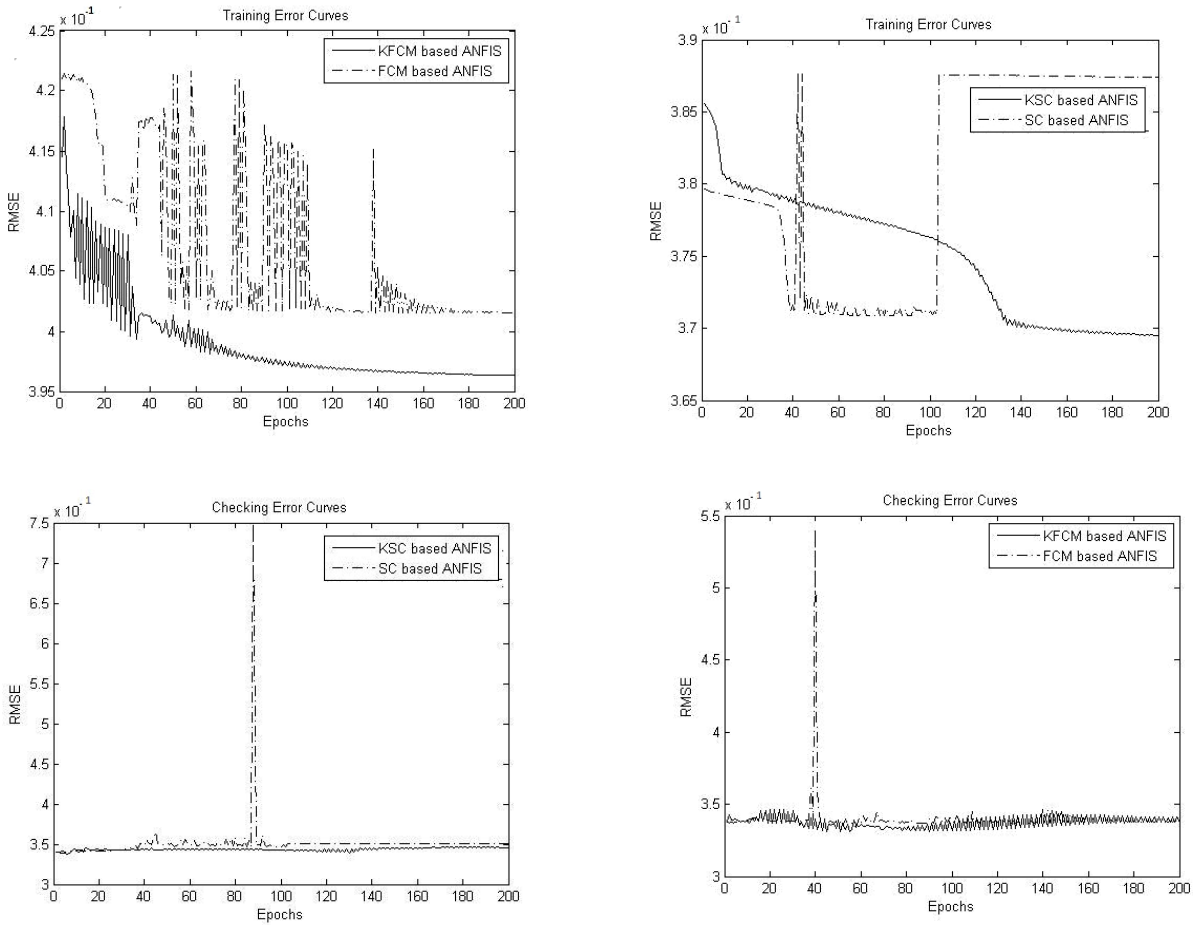 Training Error Curves
x 10-1
4.25
4.2
4.15
4.1
4.05
4
3.95
RMSE
KFCM based ANFIS
FCM based ANFIS
0 20 40 60 80 100 120 140 160 180 200
Epochs
Training Error Curves
x 10-1
3.9
3.85
3.8
3.75
3.7
3.65
RMSE
KSC based ANFIS
SC based ANFIS
0 20 40 60 80 100 120 140 160 180 200
Epochs
Checking Error Curves
x 10-1
7.5
7
6.5
6
5.5
5
4.5
4
3.5
3
RMSE
KSC based ANFIS
SC based ANFIS
0 20 40 60 80 100 120 140 160 180 200
Epochs
Checking Error Curves
x 10-1
5.5
5
4.5
4
3.5
3
RMSE
KFCM based ANFIS
FCM based ANFIS
0 20 40 60 80 100 120 140 160 180 200
Epochs